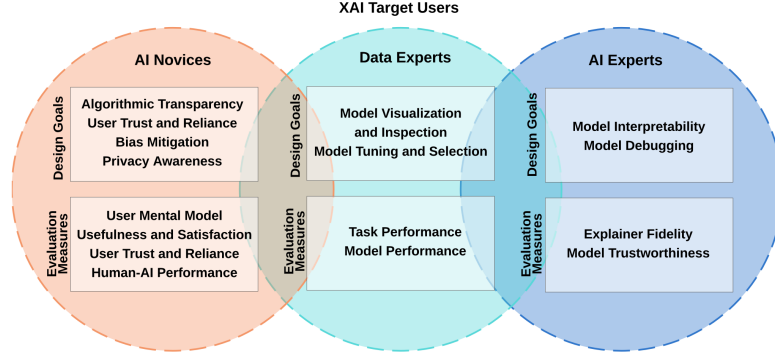 XAI Target Users
AI Novices
Design Goals
Algorithmic Transparency
User Trust and Reliance
Bias Mitigation
Privacy Awareness
Evaluation
Measures
User Mental Model
Usefulness and Satisfaction
User Trust and Reliance
Human-AI Performance
Data Experts
Design Goals
Model Visualization
and Inspection
Model Tuning and Selection
Evaluation
Measures
Task Performance
Model Performance
AI Experts
Design Goals
Model Interpretability
Model Debugging
Evaluation
Measures
Explainer Fidelity
Model Trustworthiness